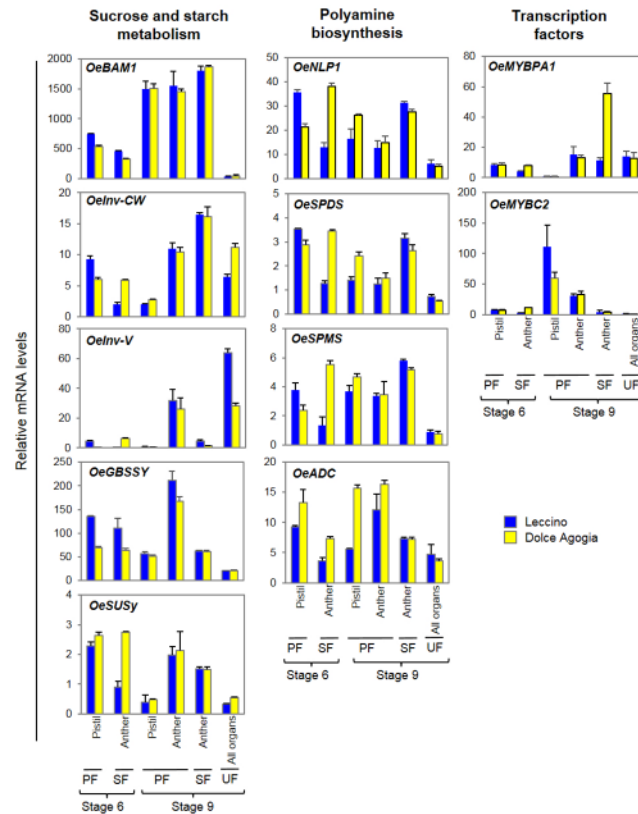 Sucrose and starch
metabolism
Polyamine
biosynthesis
Transcription
factors
Relative mRNA levels
OeBAM1
2000
1500
1000
500
0
OeInv-CW
20
15
10
5
0
OeInv-V
80
60
40
20
0
OeGBSSY
250
200
150
100
50
0
OeSUSy
4
3
2
1
0
Pistil
Anther
Pistil
Anther
Anther
All organs
PF SF PF SF UF
Stage 6 Stage 9
OeNLP1
50
40
30
20
10
0
OeSPDS
6
5
4
3
2
1
0
OeSPMS
8
6
4
2
0
OeADC
20
15
10
5
0
Pistil
Anther
Pistil
Anther
Anther
All organs
PF SF PF SF UF
Stage 6 Stage 9
OeMYBPA1
80
60
40
20
0
OeMYBC2
200
150
100
50
0
Pistil
Anther
Pistil
Anther
Anther
All organs
PF SF PF SF UF
Stage 6 Stage 9
Leccino
Dolce Agogia